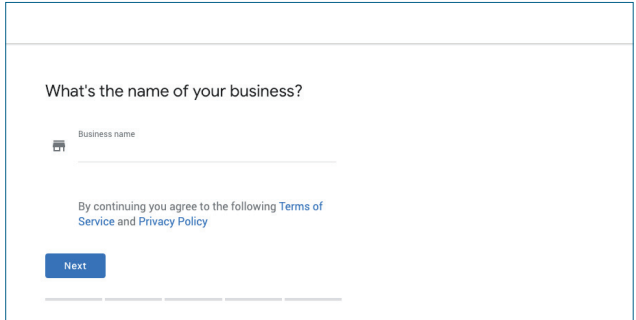 What's the name of your business?
Business name
By continuing you agree to the following Terms of
Service and Privacy Policy
Next